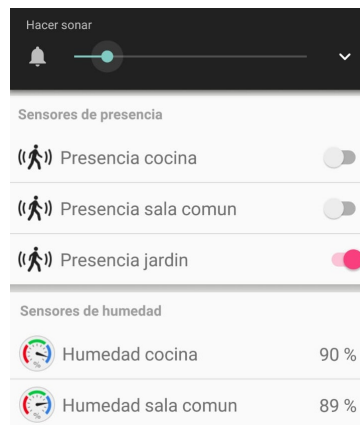 Hacer sonar
Sensores de presencia
Presencia cocina
Presencia sala comun
Presencia jardin
Sensores de humedad
Humedad cocina 90 %
Humedad sala comun 89 %